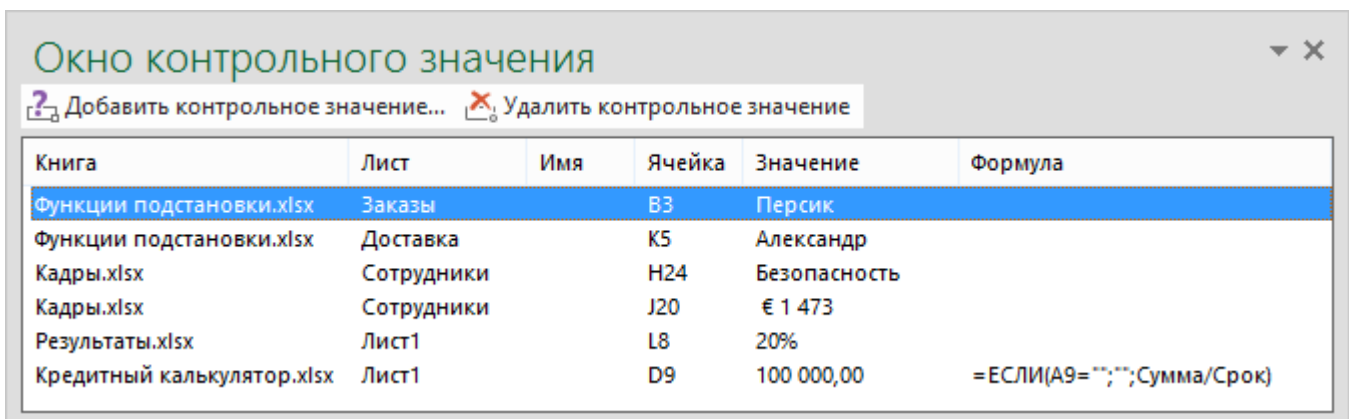 Окно контрольного значения
Добавить контрольное значение... Удалить контрольное значение
Книга Лист Имя Ячейка Значение Формула
Функции подстановки.xlsx Заказы B3 Персик
Функции подстановки.xlsx Доставка K5 Александр
Кадры.xlsx Сотрудники H24 Безопасность
Кадры.xlsx Сотрудники J20 € 1 473
Результаты.xlsx Лист1 L8 20%
Кредитный калькулятор.xlsx Лист1 D9 100 000,00 =ЕСЛИ(A9="";"";Сумма/Срок)